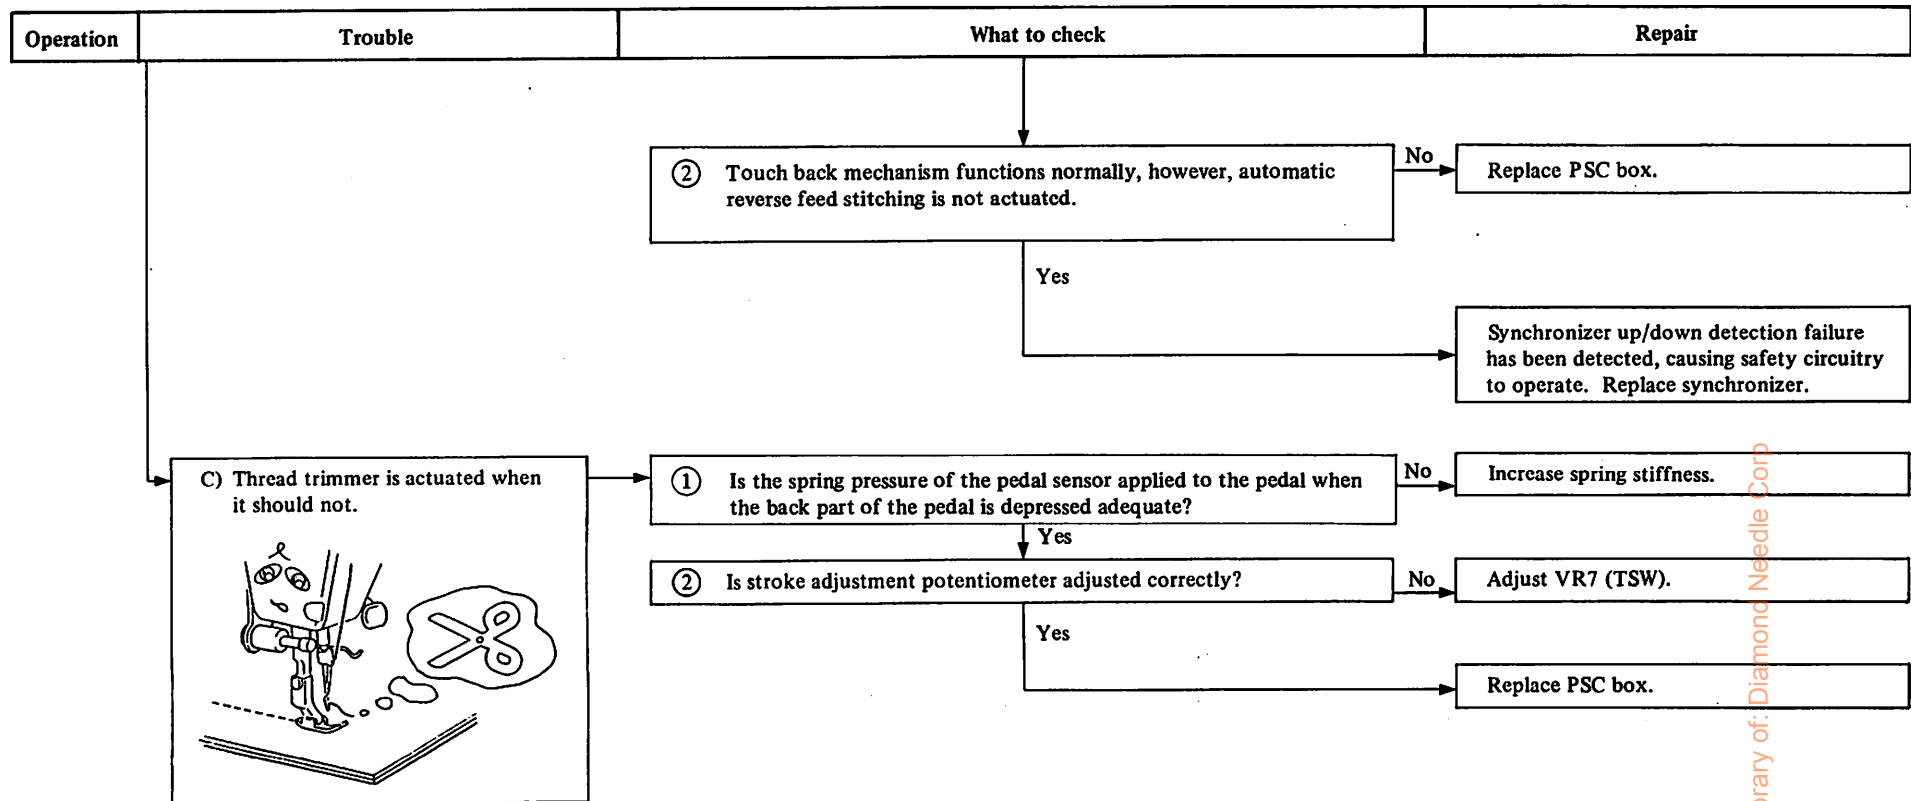 Operation
Trouble
What to check
Repair
② Touch back mechanism functions normally, however, automatic
reverse feed stitching is not actuated.
No
Replace PSC box.
Yes
Synchronizer up/down detection failure
has been detected, causing safety circuitry
to operate. Replace synchronizer.
C) Thread trimmer is actuated when
it should not.
① Is the spring pressure of the pedal sensor applied to the pedal when
the back part of the pedal is depressed adequate?
No
Increase spring stiffness.
Yes
② Is stroke adjustment potentiometer adjusted correctly?
No
Adjust VR7 (TSW).
Yes
Replace PSC box.
of: Diamond Needle Corp